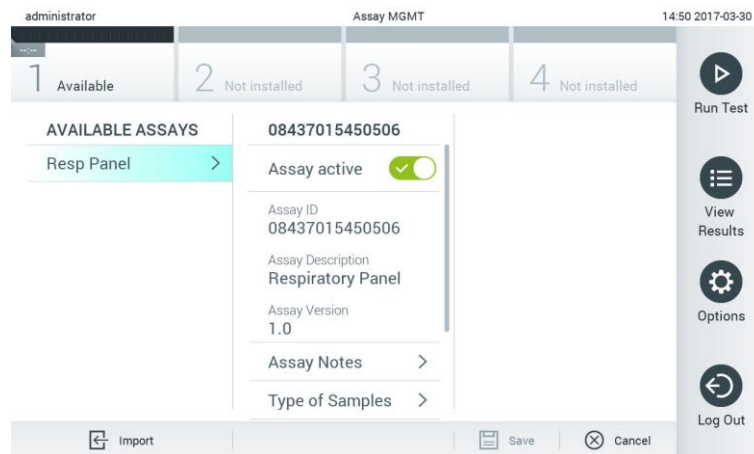 administrator Assay MGMT 14:50 2017-03-30
--:--
1 Available 2 Not installed 3 Not installed 4 Not installed
Run Test
AVAILABLE ASSAYS
Resp Panel
08437015450506
Assay active
Assay ID
08437015450506
Assay Description
Respiratory Panel
Assay Version
1.0
Assay Notes
Type of Samples
View
Results
Options
Log Out
Import Save Cancel